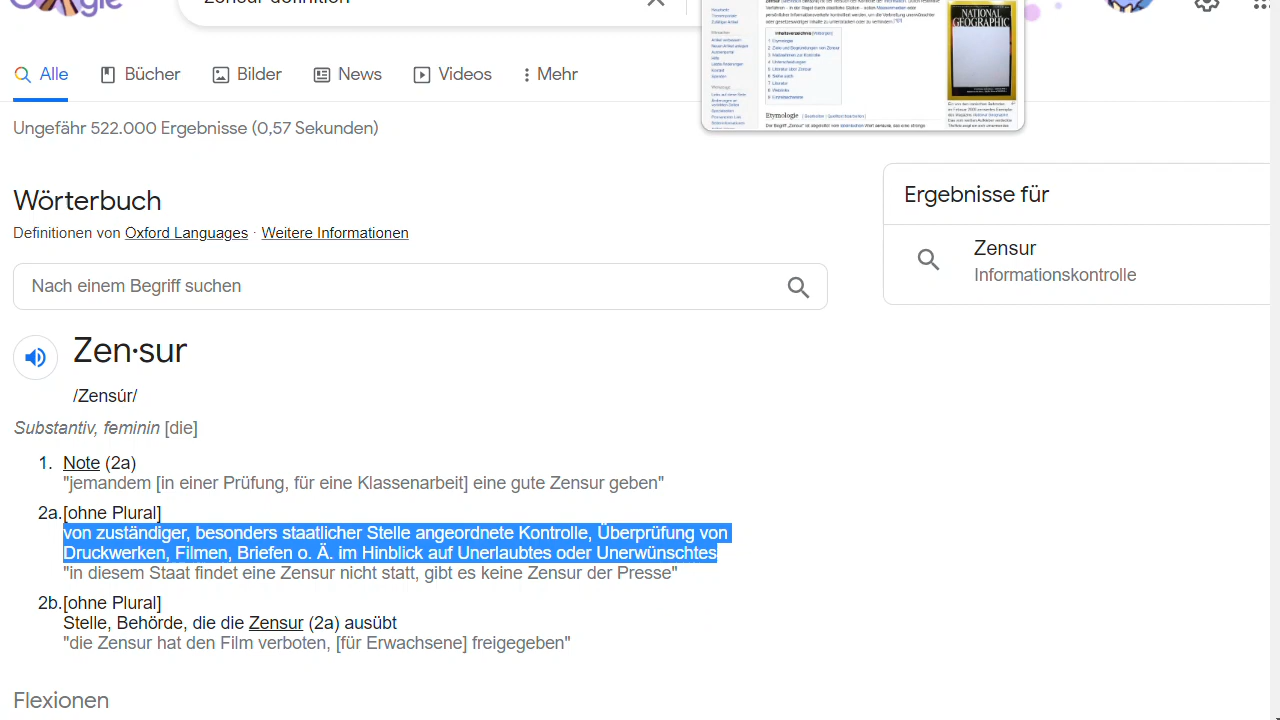 zensur definition
Alle
Bücher
Bilder
News
Videos
Mehr
Ungefähr 522.000 Ergebnisse (0,37 Sekunden)
NATIONAL
GEOGRAPHIC
Etymologie
Wörterbuch
Definitionen von Oxford Languages · Weitere Informationen
Nach einem Begriff suchen
Ergebnisse für
Zensur
Informationskontrolle
Zen·sur
/Zensúr/
Substantiv, feminin [die]
1. Note (2a)
"jemandem [in einer Prüfung, für eine Klassenarbeit] eine gute Zensur geben"
2a. [ohne Plural]
von zuständiger, besonders staatlicher Stelle angeordnete Kontrolle, Überprüfung von
Druckwerken, Filmen, Briefen o. Ä. im Hinblick auf Unerlaubtes oder Unerwünschtes
"in diesem Staat findet eine Zensur nicht statt, gibt es keine Zensur der Presse"
2b. [ohne Plural]
Stelle, Behörde, die die Zensur (2a) ausübt
"die Zensur hat den Film verboten, [für Erwachsene] freigegeben"
Flexionen